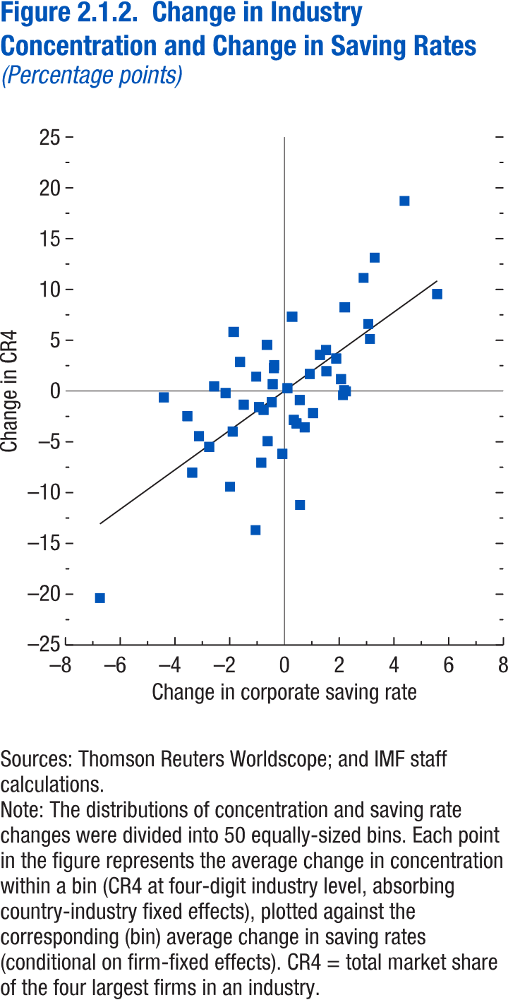 Figure 2.1.2.  Change in Industry
Concentration and Change in Saving Rates
(Percentage points)
25
20
15
10
5
0
–5
–10
–15
–20
–25
Change in CR4
–8 –6 –4 –2 0 2 4 6 8
Change in corporate saving rate
Sources: Thomson Reuters Worldscope; and IMF staff
calculations.
Note: The distributions of concentration and saving rate
changes were divided into 50 equally-sized bins. Each point
in the figure represents the average change in concentration
within a bin (CR4 at four-digit industry level, absorbing
country-industry fixed effects), plotted against the
corresponding (bin) average change in saving rates
(conditional on firm-fixed effects). CR4 = total market share
of the four largest firms in an industry.